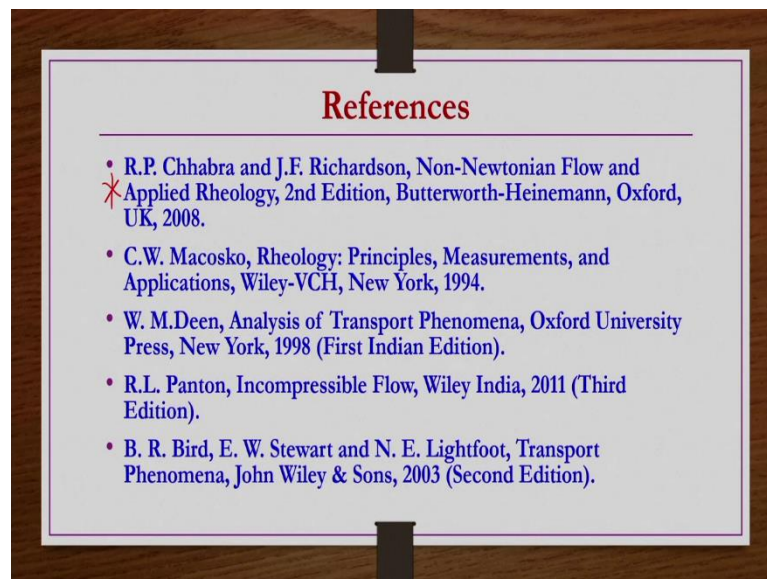 References
• R.P. Chhabra and J.F. Richardson, Non-Newtonian Flow and
Applied Rheology, 2nd Edition, Butterworth-Heinemann, Oxford,
UK, 2008.
• C.W. Macosko, Rheology: Principles, Measurements, and
Applications, Wiley-VCH, New York, 1994.
• W. M.Deen, Analysis of Transport Phenomena, Oxford University
Press, New York, 1998 (First Indian Edition).
• R.L. Panton, Incompressible Flow, Wiley India, 2011 (Third
Edition).
• B. R. Bird, E. W. Stewart and N. E. Lightfoot, Transport
Phenomena, John Wiley & Sons, 2003 (Second Edition).